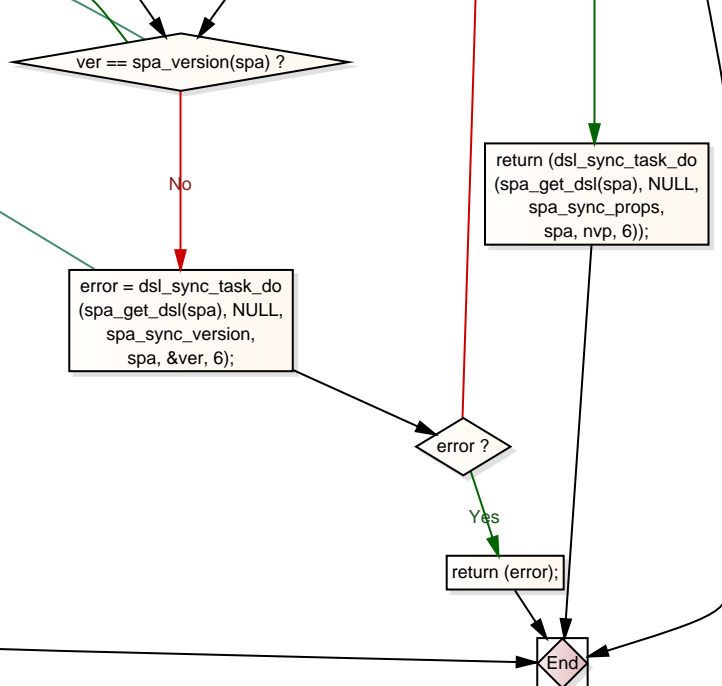 ver == spa_version(spa) ?
No
return (dsl_sync_task_do
(spa_get_dsl(spa), NULL,
spa_sync_props,
spa, nvp, 6));
error = dsl_sync_task_do
(spa_get_dsl(spa), NULL,
spa_sync_version,
spa, &ver, 6);
error ?
Yes
return (error);
End